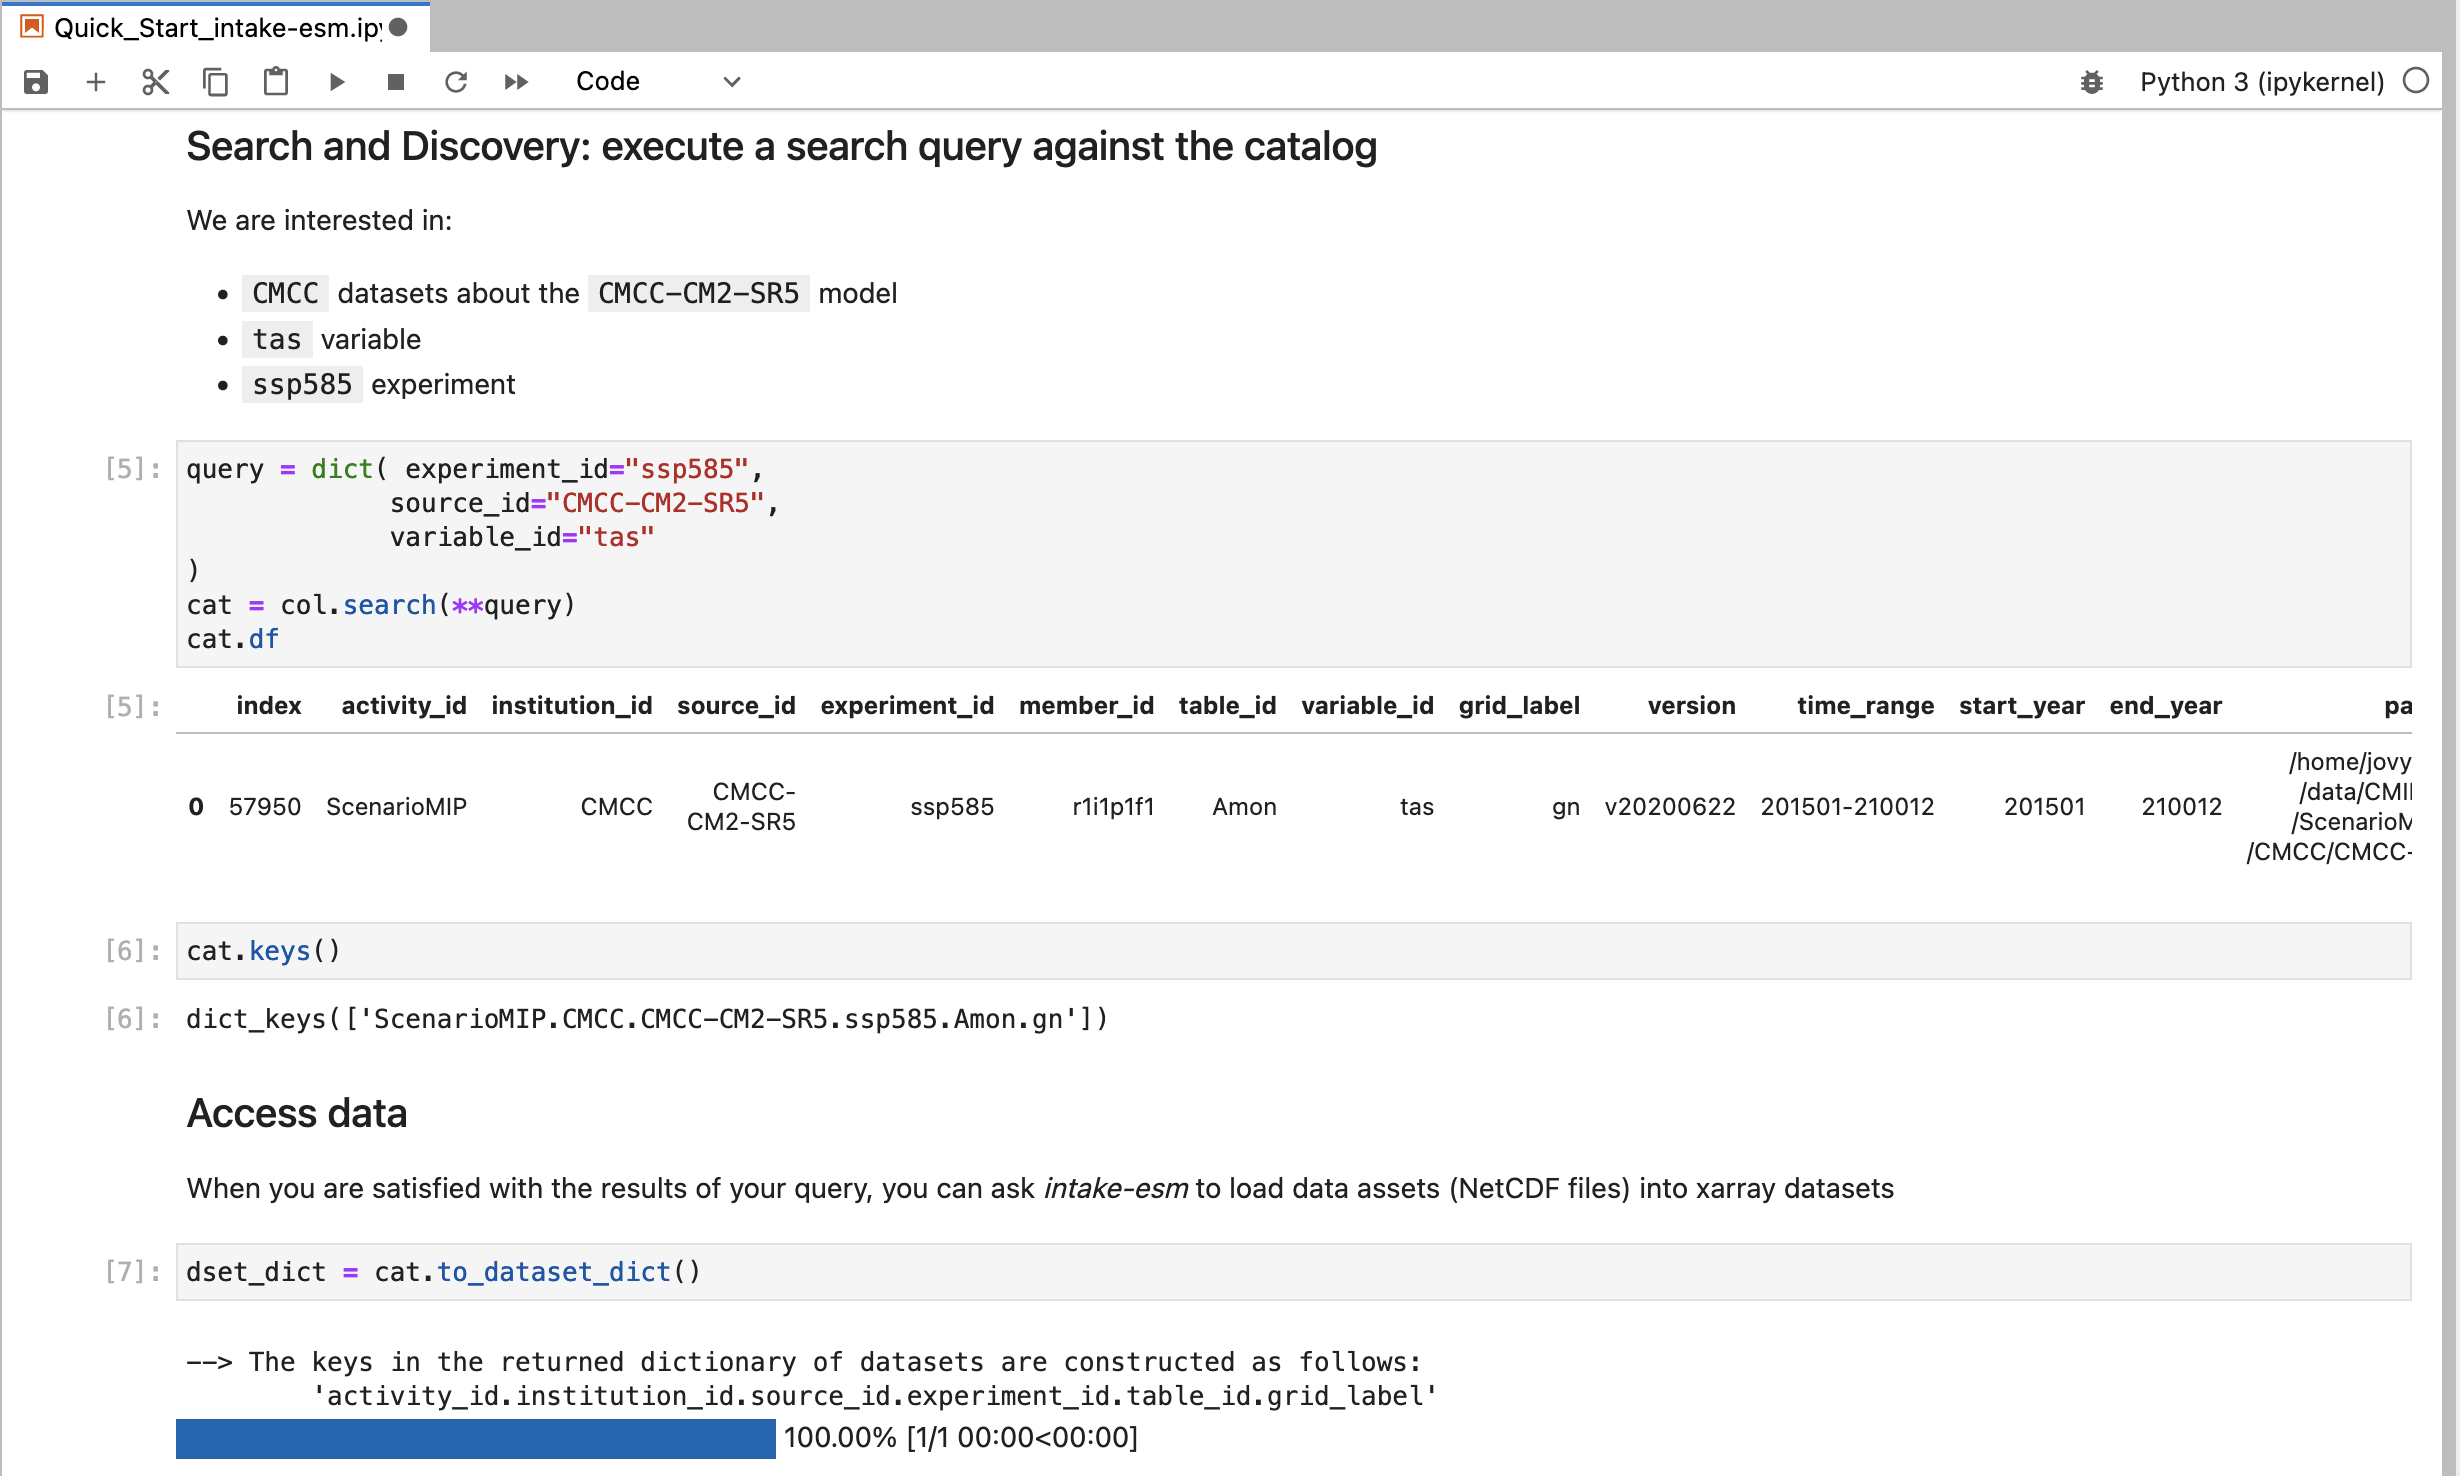 Quick_Start_intake-esm.ipy
Code
Python 3 (ipykernel)
Search and Discovery: execute a search query against the catalog
We are interested in:
• CMCC datasets about the CMCC-CM2-SR5 model
• tas variable
• ssp585 experiment
[5]: query = dict( experiment_id="ssp585",
source_id="CMCC-CM2-SR5",
variable_id="tas"
)
cat = col.search(**query)
cat.df
[5]: index activity_id institution_id source_id experiment_id member_id table_id variable_id grid_label version time_range start_year end_year pa
0 57950 ScenarioMIP CMCC CMCC-CM2-SR5 ssp585 r1i1p1f1 Amon tas gn v20200622 201501-210012 201501 210012
/home/jovy
/data/CMI
/ScenarioM
/CMCC/CMCC-
[6]: cat.keys()
[6]: dict_keys(['ScenarioMIP.CMCC.CMCC-CM2-SR5.ssp585.Amon.gn'])
Access data
When you are satisfied with the results of your query, you can ask intake-esm to load data assets (NetCDF files) into xarray datasets
[7]: dset_dict = cat.to_dataset_dict()
--> The keys in the returned dictionary of datasets are constructed as follows:
'activity_id.institution_id.source_id.experiment_id.table_id.grid_label'
100.00% [1/1 00:00<00:00]